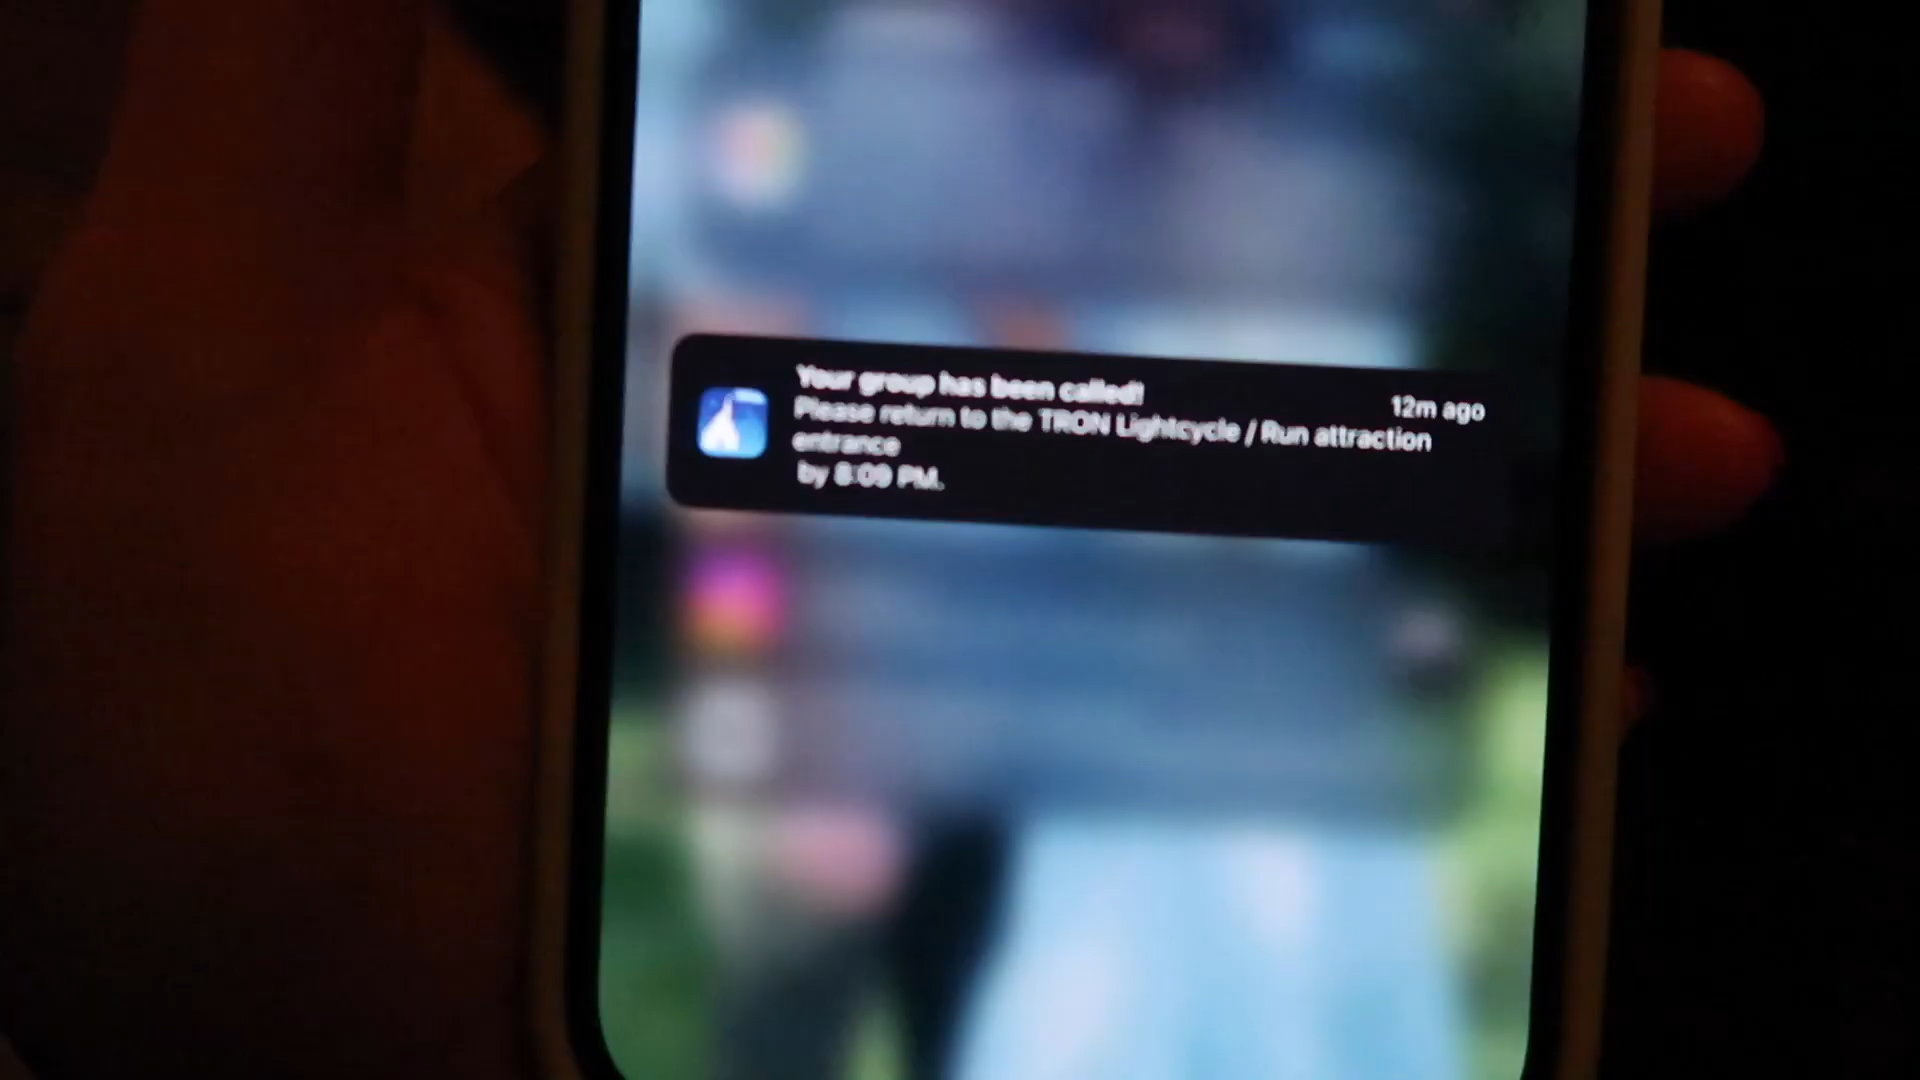 Your group has been called!
12m ago
Please return to the TRON Lightcycle / Run attraction
entrance
by 8:09 PM.